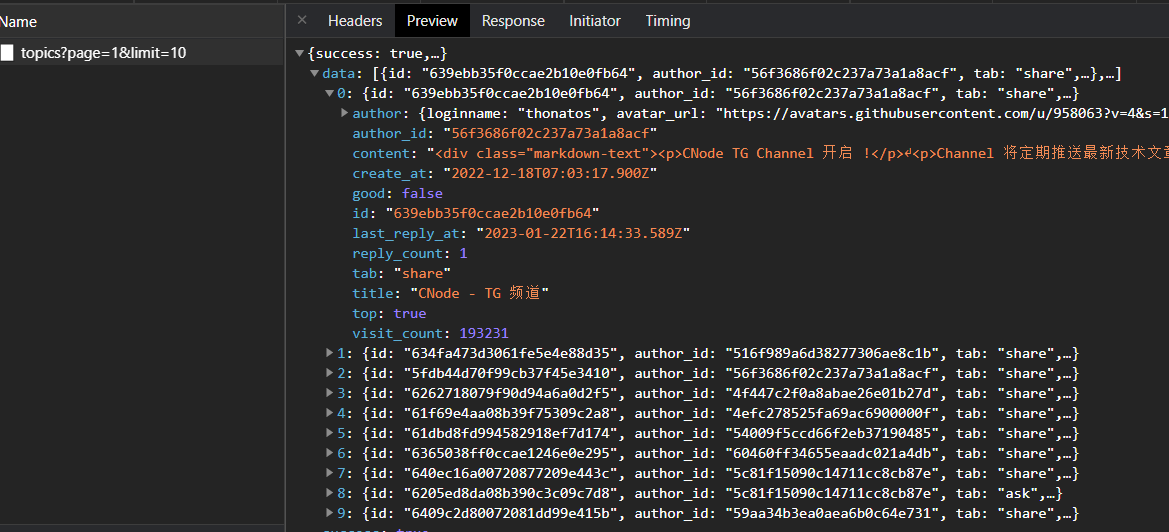 Name
Headers Preview Response Initiator Timing
topics?page=1&limit=10
{success: true,…}
data: [{id: "639ebb35f0ccae2b10e0fb64", author_id: "56f3686f02c237a73a1a8acf", tab: "share",…},…]
0: {id: "639ebb35f0ccae2b10e0fb64", author_id: "56f3686f02c237a73a1a8acf", tab: "share",…}
author: {loginname: "thonatos", avatar_url: "https://avatars.githubusercontent.com/u/958063?v=4&s=1
author_id: "56f3686f02c237a73a1a8acf"
content: "<div class="markdown-text"><p>CNode TG Channel 开启 !</p>↵<p>Channel 将定期推送最新技术文章
create_at: "2022-12-18T07:03:17.900Z"
good: false
id: "639ebb35f0ccae2b10e0fb64"
last_reply_at: "2023-01-22T16:14:33.589Z"
reply_count: 1
tab: "share"
title: "CNode - TG 频道"
top: true
visit_count: 193231
1: {id: "634fa473d3061fe5e4e88d35", author_id: "516f989a6d38277306ae8c1b", tab: "share",…}
2: {id: "5fdb44d70f99cb37f45e3410", author_id: "56f3686f02c237a73a1a8acf", tab: "share",…}
3: {id: "6262718079f90d94a6a0d2f5", author_id: "4f447c2f0a8abae26e01b27d", tab: "share",…}
4: {id: "61f69e4aa08b39f75309c2a8", author_id: "4efc278525fa69ac6900000f", tab: "share",…}
5: {id: "61dbd8fd994582918ef7d174", author_id: "54009f5ccd66f2eb37190485", tab: "share",…}
6: {id: "6365038ff0ccae1246e0e295", author_id: "60460ff34655eaadc021a4db", tab: "share",…}
7: {id: "640ec16a00720877209e443c", author_id: "5c81f15090c14711cc8cb87e", tab: "share",…}
8: {id: "6205ed8da08b390c3c09c7d8", author_id: "5c81f15090c14711cc8cb87e", tab: "ask",…}
9: {id: "6409c2d80072081dd99e415b", author_id: "59aa34b3ea0aea6b0c64e731", tab: "share",…}
success: true